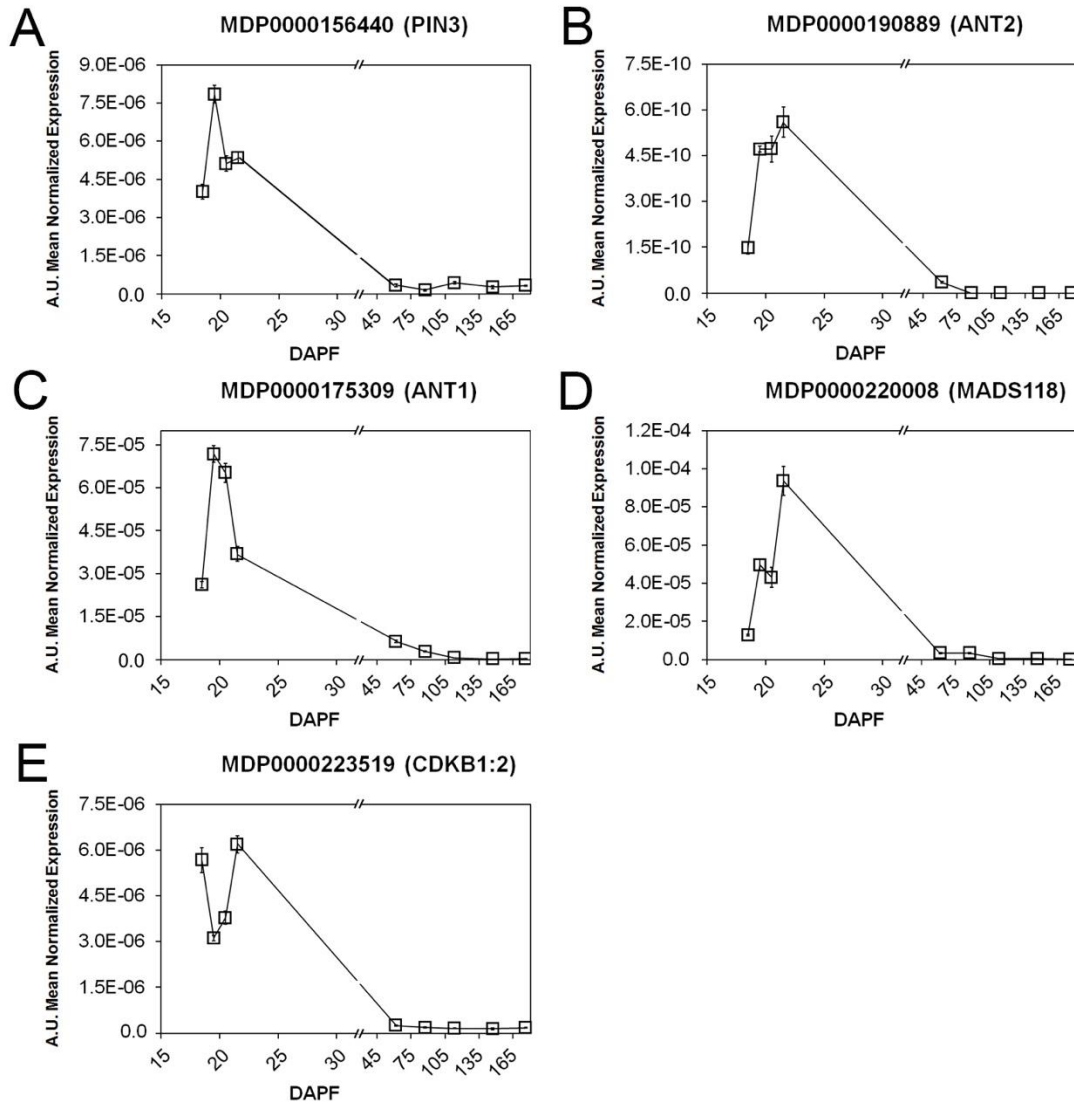 A
MDP0000156440 (PIN3)
A.U. Mean Normalized Expression
9.0E-06
7.5E-06
6.0E-06
4.5E-06
3.0E-06
1.5E-06
0.0
15 20 25 30 45 75 105 135 165
DAPF
B
MDP0000190889 (ANT2)
A.U. Mean Normalized Expression
7.5E-10
6.0E-10
4.5E-10
3.0E-10
1.5E-10
0.0
15 20 25 30 45 75 105 135 165
DAPF
C
MDP0000175309 (ANT1)
A.U. Mean Normalized Expression
7.5E-05
6.0E-05
4.5E-05
3.0E-05
1.5E-05
0.0
15 20 25 30 45 75 105 135 165
DAPF
D
MDP0000220008 (MADS118)
A.U. Mean Normalized Expression
1.2E-04
1.0E-04
8.0E-05
6.0E-05
4.0E-05
2.0E-05
0.0
15 20 25 30 45 75 105 135 165
DAPF
E
MDP0000223519 (CDKB1:2)
A.U. Mean Normalized Expression
7.5E-06
6.0E-06
4.5E-06
3.0E-06
1.5E-06
0.0
15 20 25 30 45 75 105 135 165
DAPF